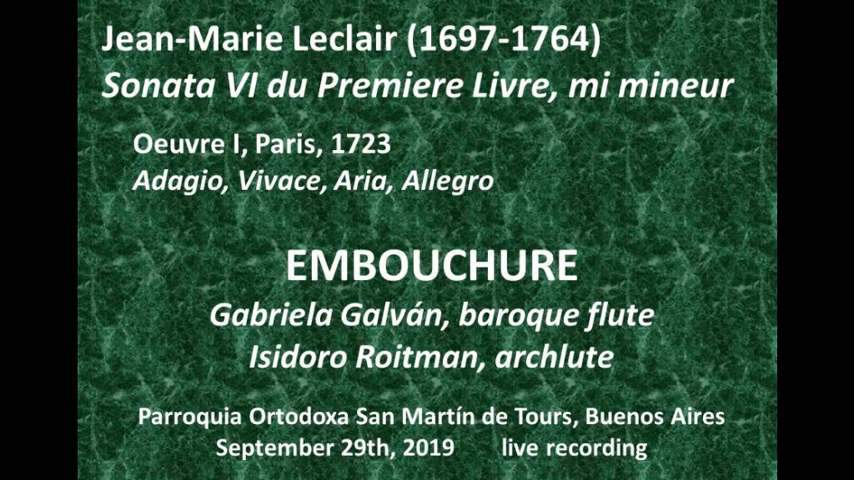 Jean-Marie Leclair (1697-1764)
Sonata VI du Premiere Livre, mi mineur
Oeuvre I, Paris, 1723
Adagio, Vivace, Aria, Allegro
EMBOUCHURE
Gabriela Galván, baroque flute
Isidoro Roitman, archlute
Parroquia Ortodoxa San Martín de Tours, Buenos Aires
September 29th, 2019 live recording